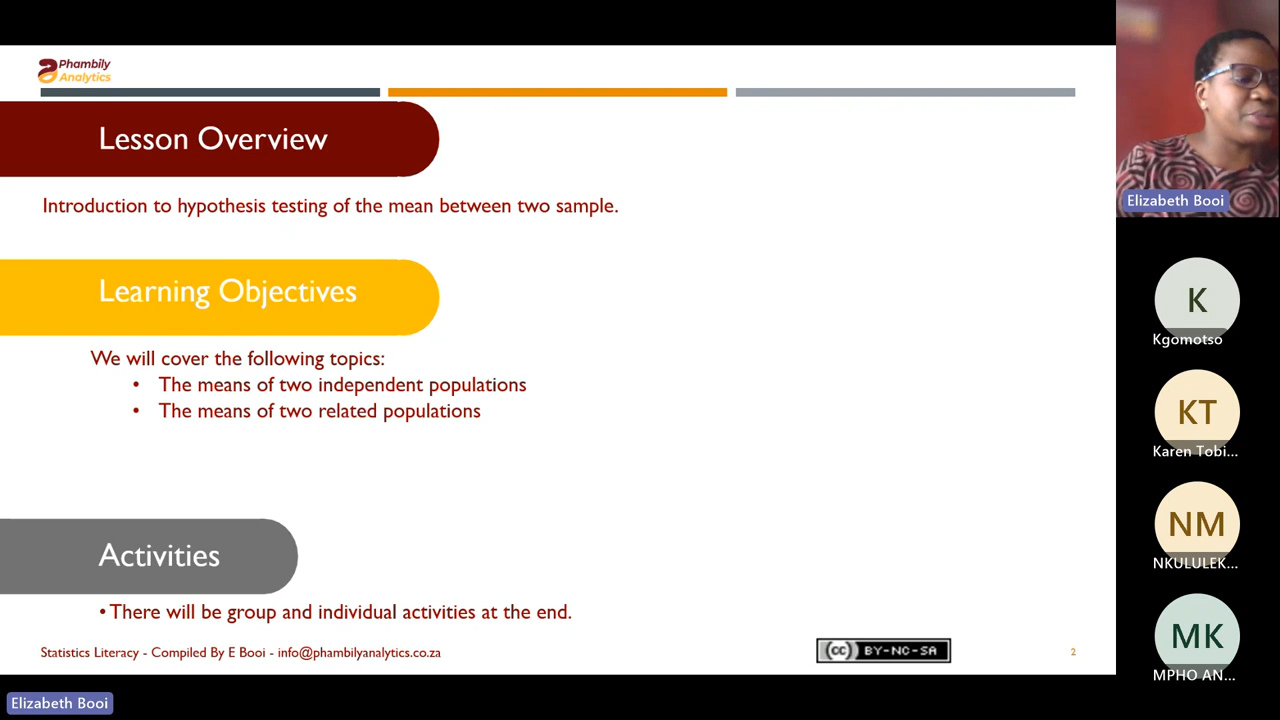 Phambily
Analytics
Lesson Overview
Introduction to hypothesis testing of the mean between two sample.
Learning Objectives
We will cover the following topics:
• The means of two independent populations
• The means of two related populations
Activities
• There will be group and individual activities at the end.
Statistics Literacy - Compiled By E Booi - info@phambilyanalytics.co.za
cc BY-NC-SA
2
Elizabeth Booi
K
Kgomotso
KT
Karen Tobi...
NM
NKULULEK...
MK
MPHO AN...
Elizabeth Booi